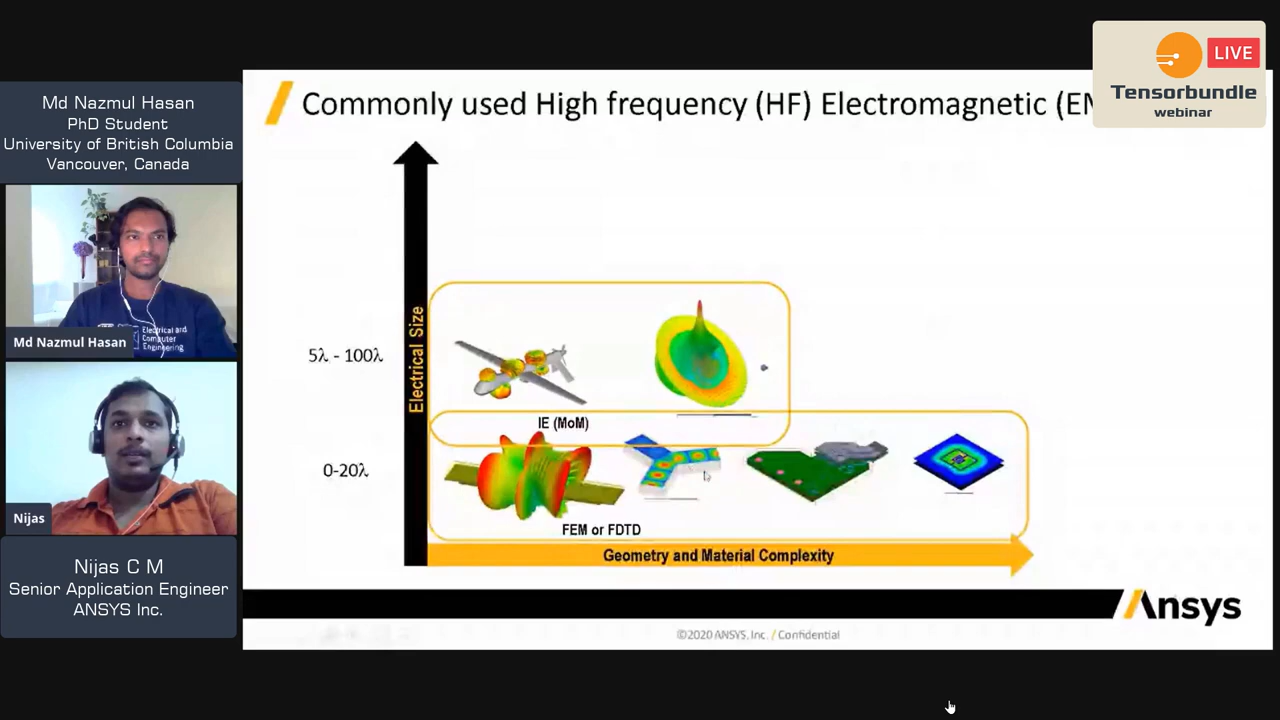 Md Nazmul Hasan
PhD Student
University of British Columbia
Vancouver, Canada
Electrical and
Computer
Engineering
Md Nazmul Hasan
Nijas
Nijas C M
Senior Application Engineer
ANSYS Inc.
LIVE
Tensorbundle
webinar
Commonly used High frequency (HF) Electromagnetic (EM
Electrical Size
5λ - 100λ
IE (MoM)
0-20λ
FEM or FDTD
Geometry and Material Complexity
Ansys
©2020 ANSYS, Inc. / Confidential